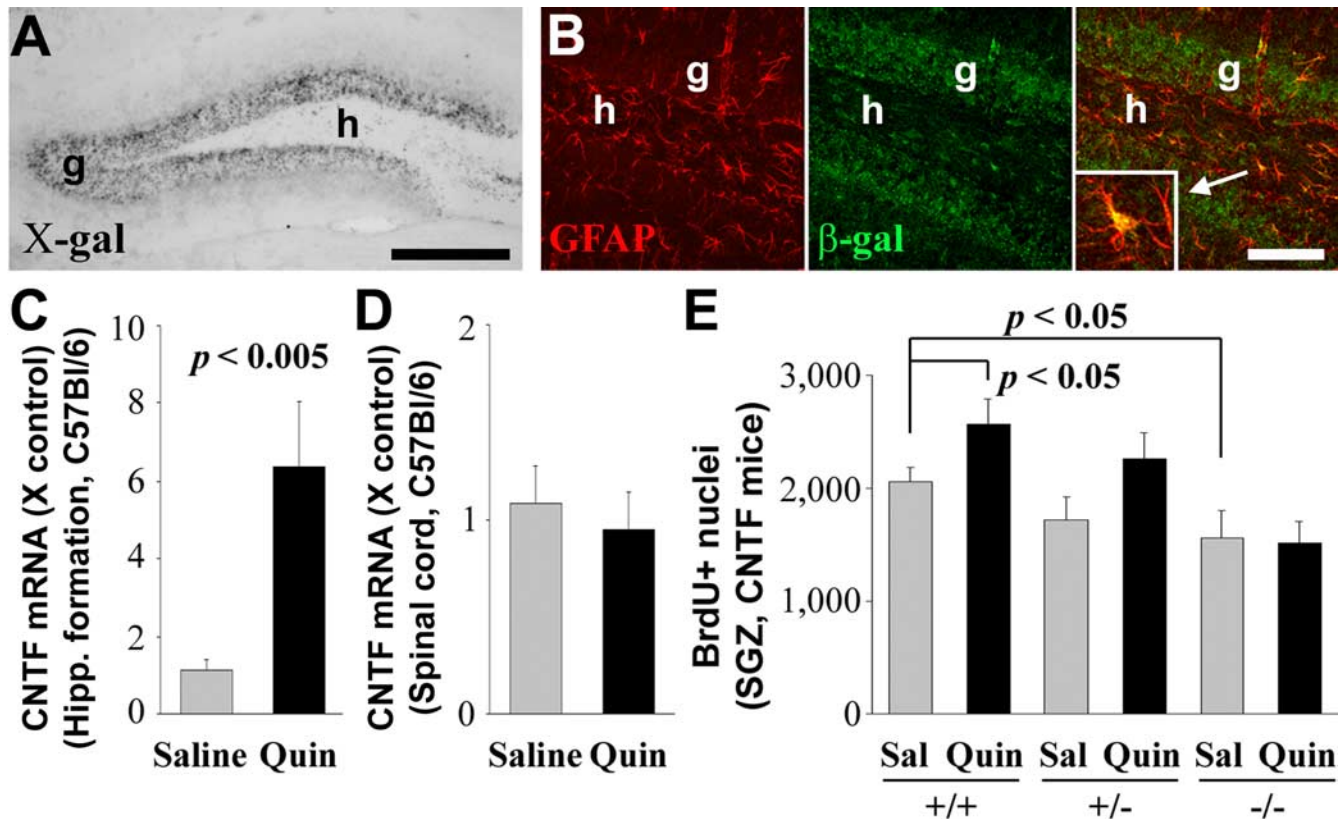 A
g
h
X-gal
B
g
h
GFAP
g
h
β-gal
g
h
C
CNTF mRNA (X control)
(Hipp. formation, C57Bl/6)
10
8
6
4
2
0
p < 0.005
Saline Quin
D
CNTF mRNA (X control)
(Spinal cord, C57Bl/6)
2
1
0
Saline Quin
E
BrdU+ nuclei
(SGZ, CNTF mice)
3,000
2,000
1,000
0
p < 0.05
p < 0.05
Sal Quin Sal Quin Sal Quin
+/+ +/- -/-